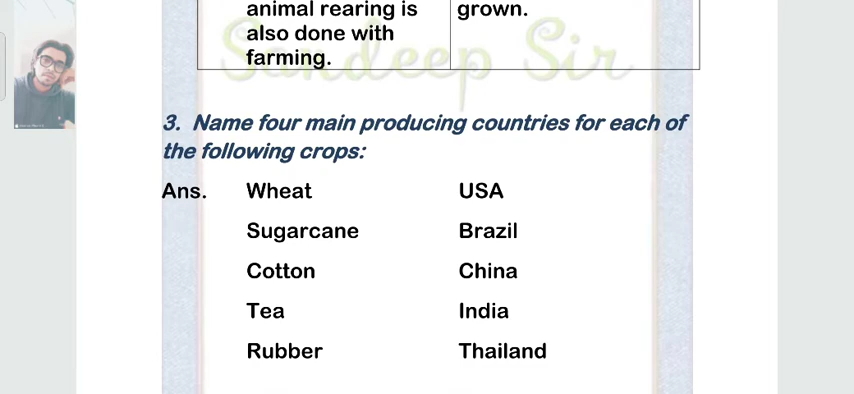 animal rearing is grown.
also done with
farming.
Sandeep Sir
3. Name four main producing countries for each of
the following crops:
Ans. Wheat USA
Sugarcane Brazil
Cotton China
Tea India
Rubber Thailand